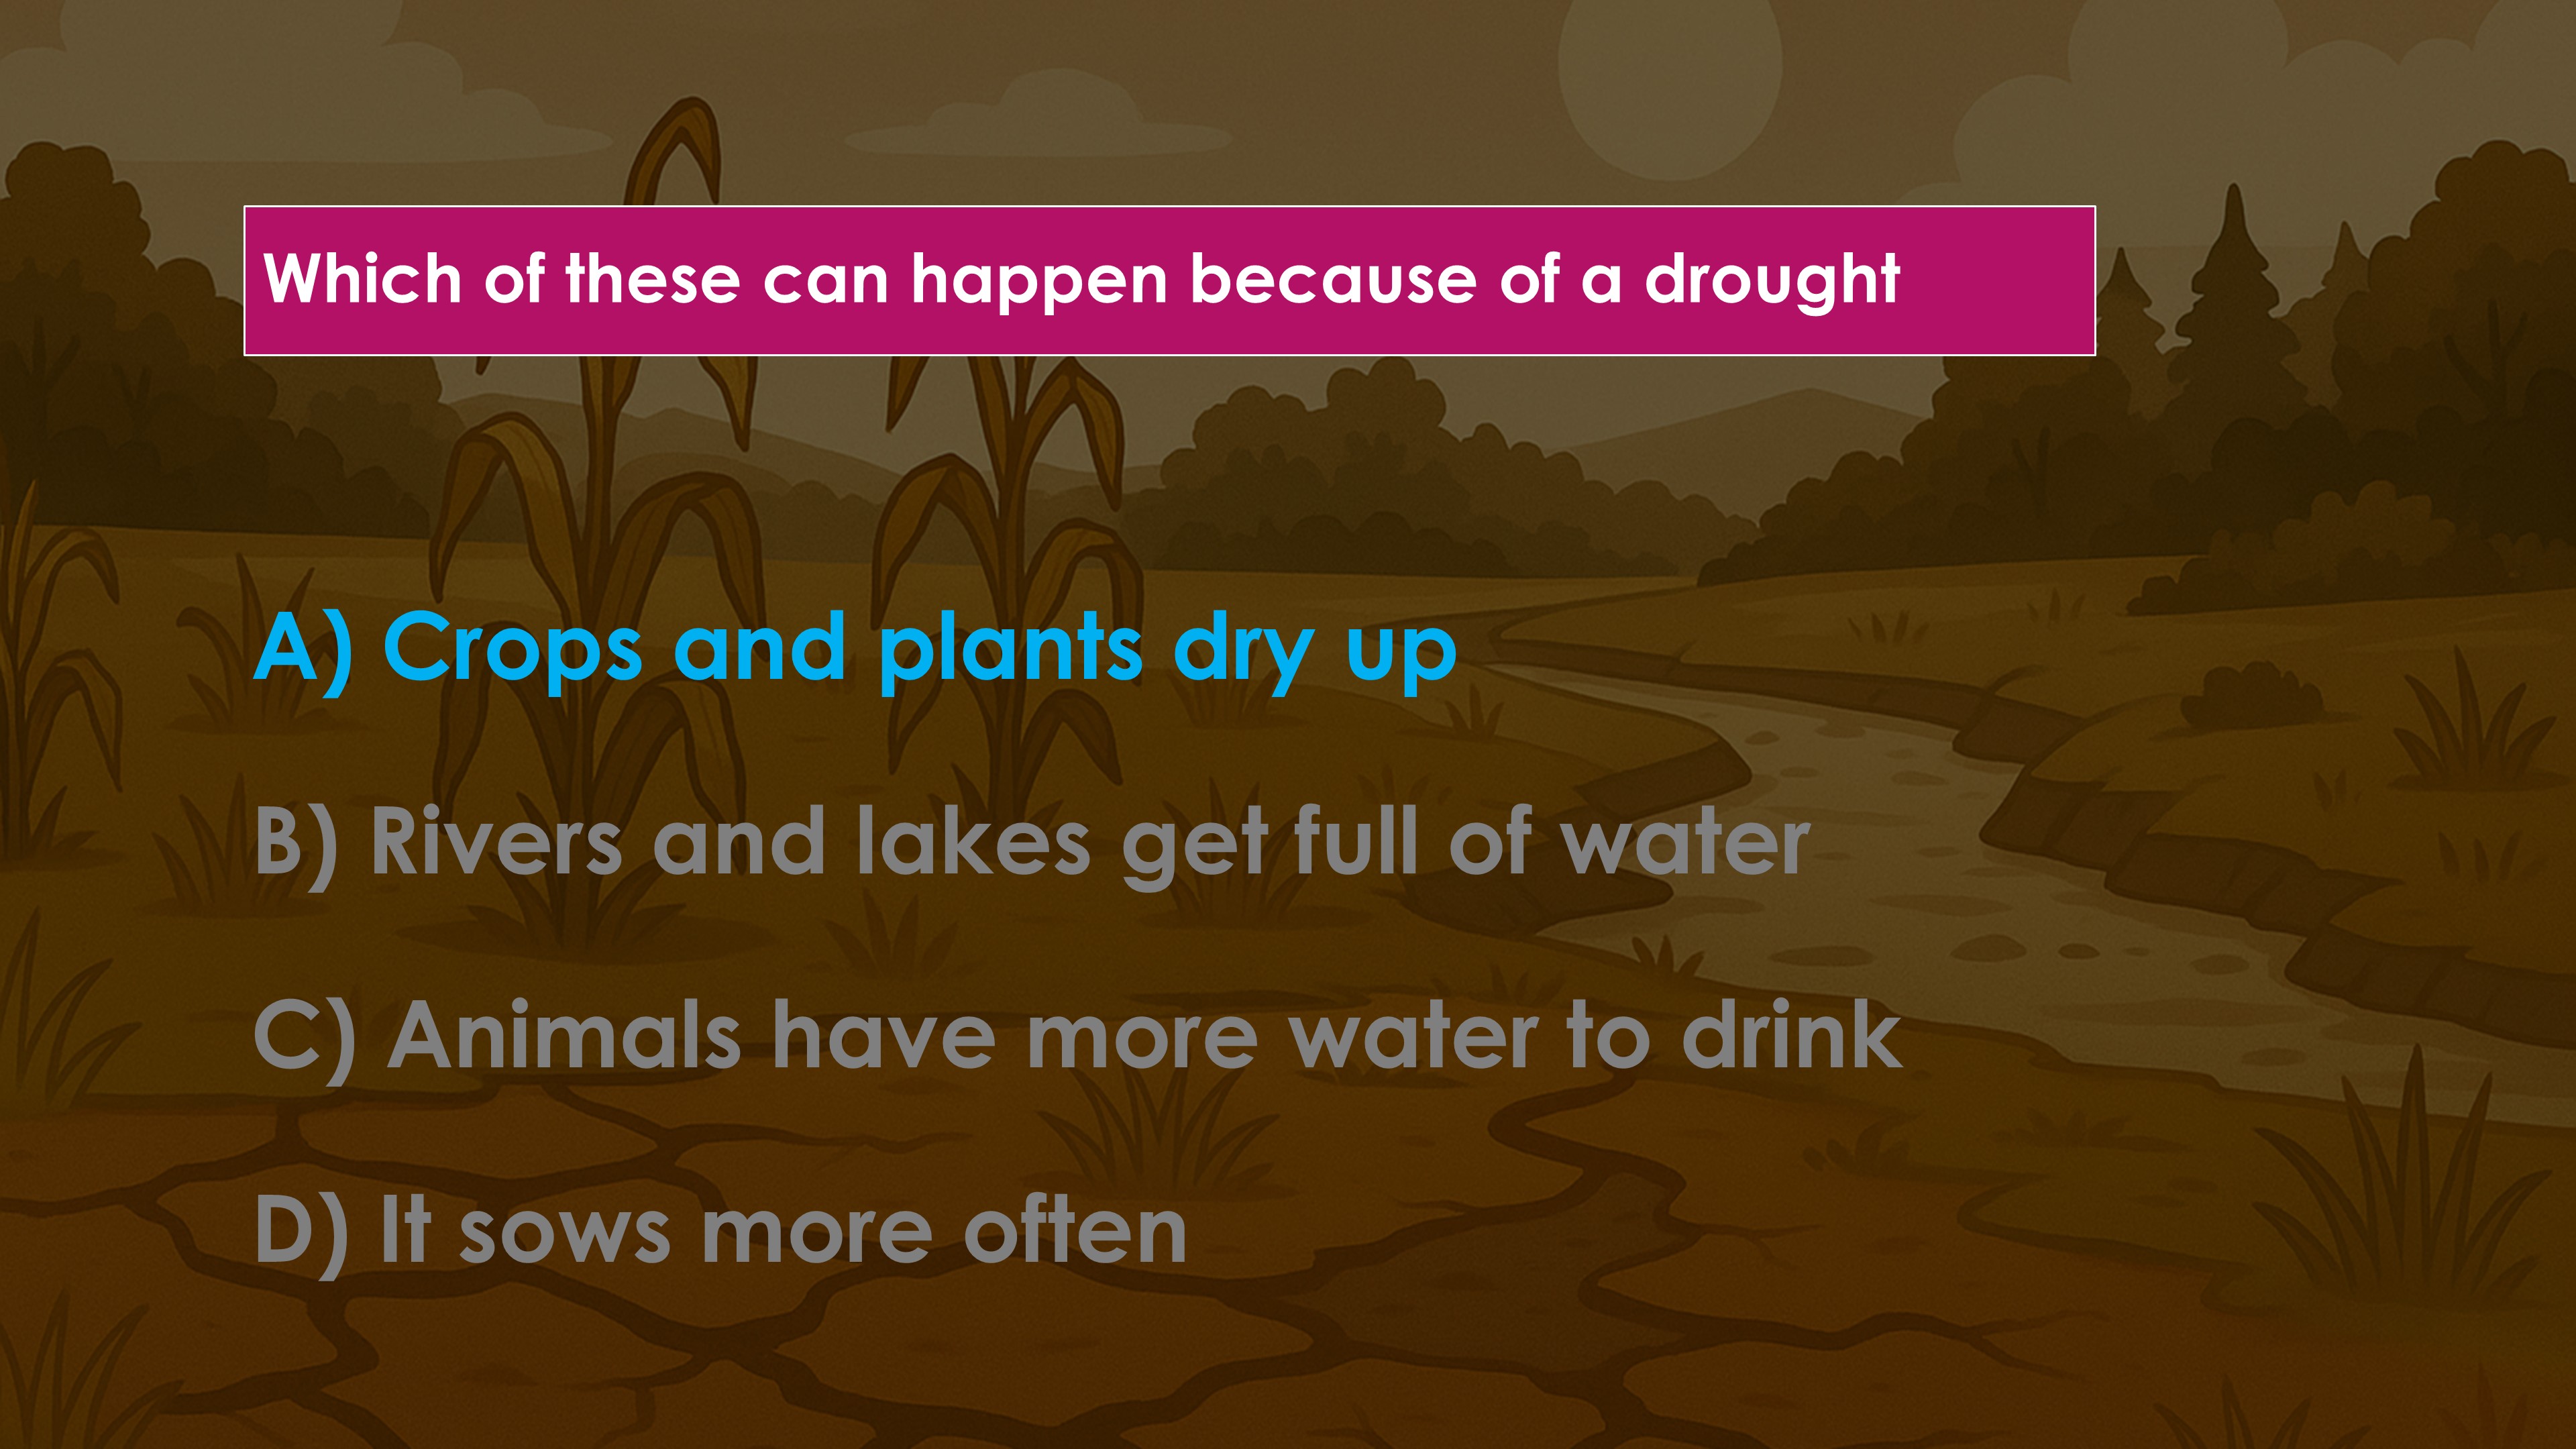 Which of these can happen because of a drought
A) Crops and plants dry up
B) Rivers and lakes get full of water
C) Animals have more water to drink
D) It sows more often